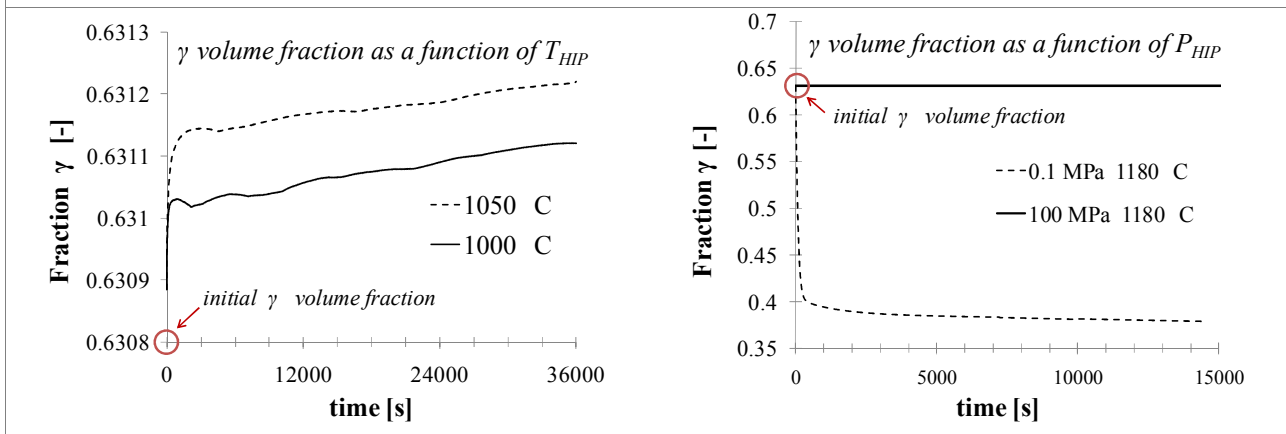 γ volume fraction as a function of T_HIP
0.6313
0.6312
0.6311
0.631
0.6309
0.6308
Fraction γ [-]
1050 C
1000 C
initial γ volume fraction
0
12000
24000
36000
time [s]
γ volume fraction as a function of P_HIP
0.7
0.65
0.6
0.55
0.5
0.45
0.4
0.35
Fraction γ [-]
initial γ volume fraction
0.1 MPa 1180 C
100 MPa 1180 C
0
5000
10000
15000
time [s]